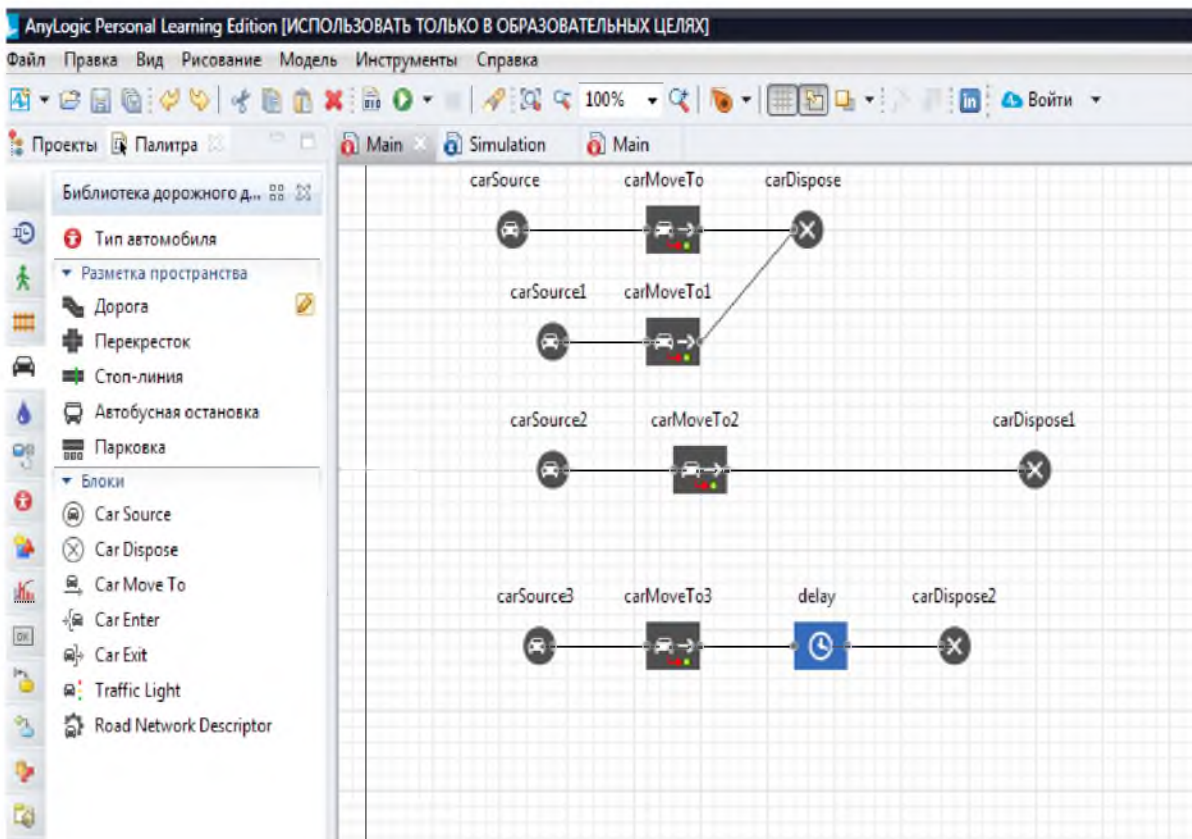 AnyLogic Personal Learning Edition [ИСПОЛЬЗОВАТЬ ТОЛЬКО В ОБРАЗОВАТЕЛЬНЫХ ЦЕЛЯХ]
Файл Правка Вид Рисование Модель Инструменты Справка
100% in Войти
Проекты Палитра Main Simulation Main
Библиотека дорожного д...
Тип автомобиля
Разметка пространства
Дорога
Перекресток
Стоп-линия
Автобусная остановка
Парковка
Блоки
Car Source
Car Dispose
Car Move To
Car Enter
Car Exit
Traffic Light
Road Network Descriptor
OK
carSource carMoveTo carDispose
carSource1 carMoveTo1
carSource2 carMoveTo2 carDispose1
carSource3 carMoveTo3 delay carDispose2